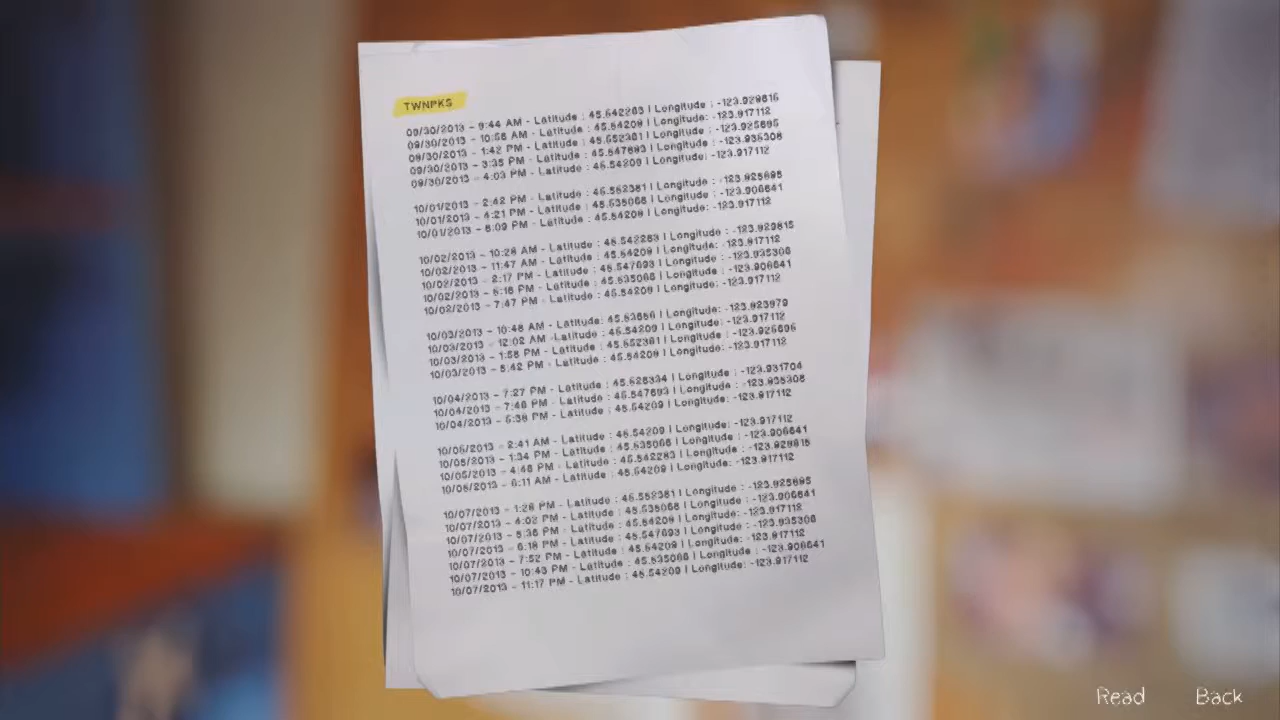 TWNPKS
09/30/2013 - 9:44 AM - Latitude : 45.542283 | Longitude : -123.929815
09/30/2013 - 10:56 AM - Latitude : 45.54209 | Longitude : -123.917112
09/30/2013 - 1:42 PM - Latitude : 45.552381 | Longitude : -123.925895
09/30/2013 - 3:35 PM - Latitude : 45.547693 | Longitude : -123.935308
09/30/2013 - 4:03 PM - Latitude : 45.54209 | Longitude: -123.917112
10/01/2013 - 2:42 PM - Latitude : 45.552381 | Longitude : -123.925895
10/01/2013 - 4:21 PM - Latitude : 45.535068 | Longitude : -123.906641
10/01/2013 - 6:09 PM - Latitude : 45.54209 | Longitude: -123.917112
10/02/2013 - 10:28 AM - Latitude : 45.542283 | Longitude : -123.929815
10/02/2013 - 11:47 AM - Latitude : 45.54209 | Longitude: -123.917112
10/02/2013 - 2:17 PM - Latitude : 45.547693 | Longitude : -123.935308
10/02/2013 - 5:16 PM - Latitude : 45.535068 | Longitude : -123.906641
10/02/2013 - 7:47 PM - Latitude : 45.54209 | Longitude: -123.917112
10/03/2013 - 10:48 AM - Latitude: 45.53656 | Longitude: -123.923979
10/03/2013 - 12:02 AM - Latitude : 45.54209 | Longitude: -123.917112
10/03/2013 - 1:58 PM - Latitude : 45.552381 | Longitude : -123.925895
10/03/2013 - 5:42 PM - Latitude : 45.54209 | Longitude: -123.917112
10/04/2013 - 7:27 PM - Latitude : 45.528334 | Longitude : -123.931704
10/04/2013 - 7:46 PM - Latitude : 45.547693 | Longitude : -123.935308
10/04/2013 - 5:38 PM - Latitude : 45.54209 | Longitude: -123.917112
10/05/2013 - 2:41 AM - Latitude : 45.54209 | Longitude: -123.917112
10/05/2013 - 1:34 PM - Latitude : 45.535068 | Longitude : -123.906641
10/05/2013 - 4:46 PM - Latitude : 45.542283 | Longitude : -123.929815
10/05/2013 - 6:11 AM - Latitude : 45.54209 | Longitude: -123.917112
10/07/2013 - 1:28 PM - Latitude : 45.552381 | Longitude : -123.925895
10/07/2013 - 4:02 PM - Latitude : 45.535068 | Longitude : -123.906641
10/07/2013 - 5:36 PM - Latitude : 45.54209 | Longitude: -123.917112
10/07/2013 - 6:18 PM - Latitude : 45.547693 | Longitude : -123.935308
10/07/2013 - 7:52 PM - Latitude : 45.54209 | Longitude: -123.917112
10/07/2013 - 10:43 PM - Latitude : 45.535068 | Longitude : -123.906641
10/07/2013 - 11:17 PM - Latitude : 45.54209 | Longitude: -123.917112
Read Back